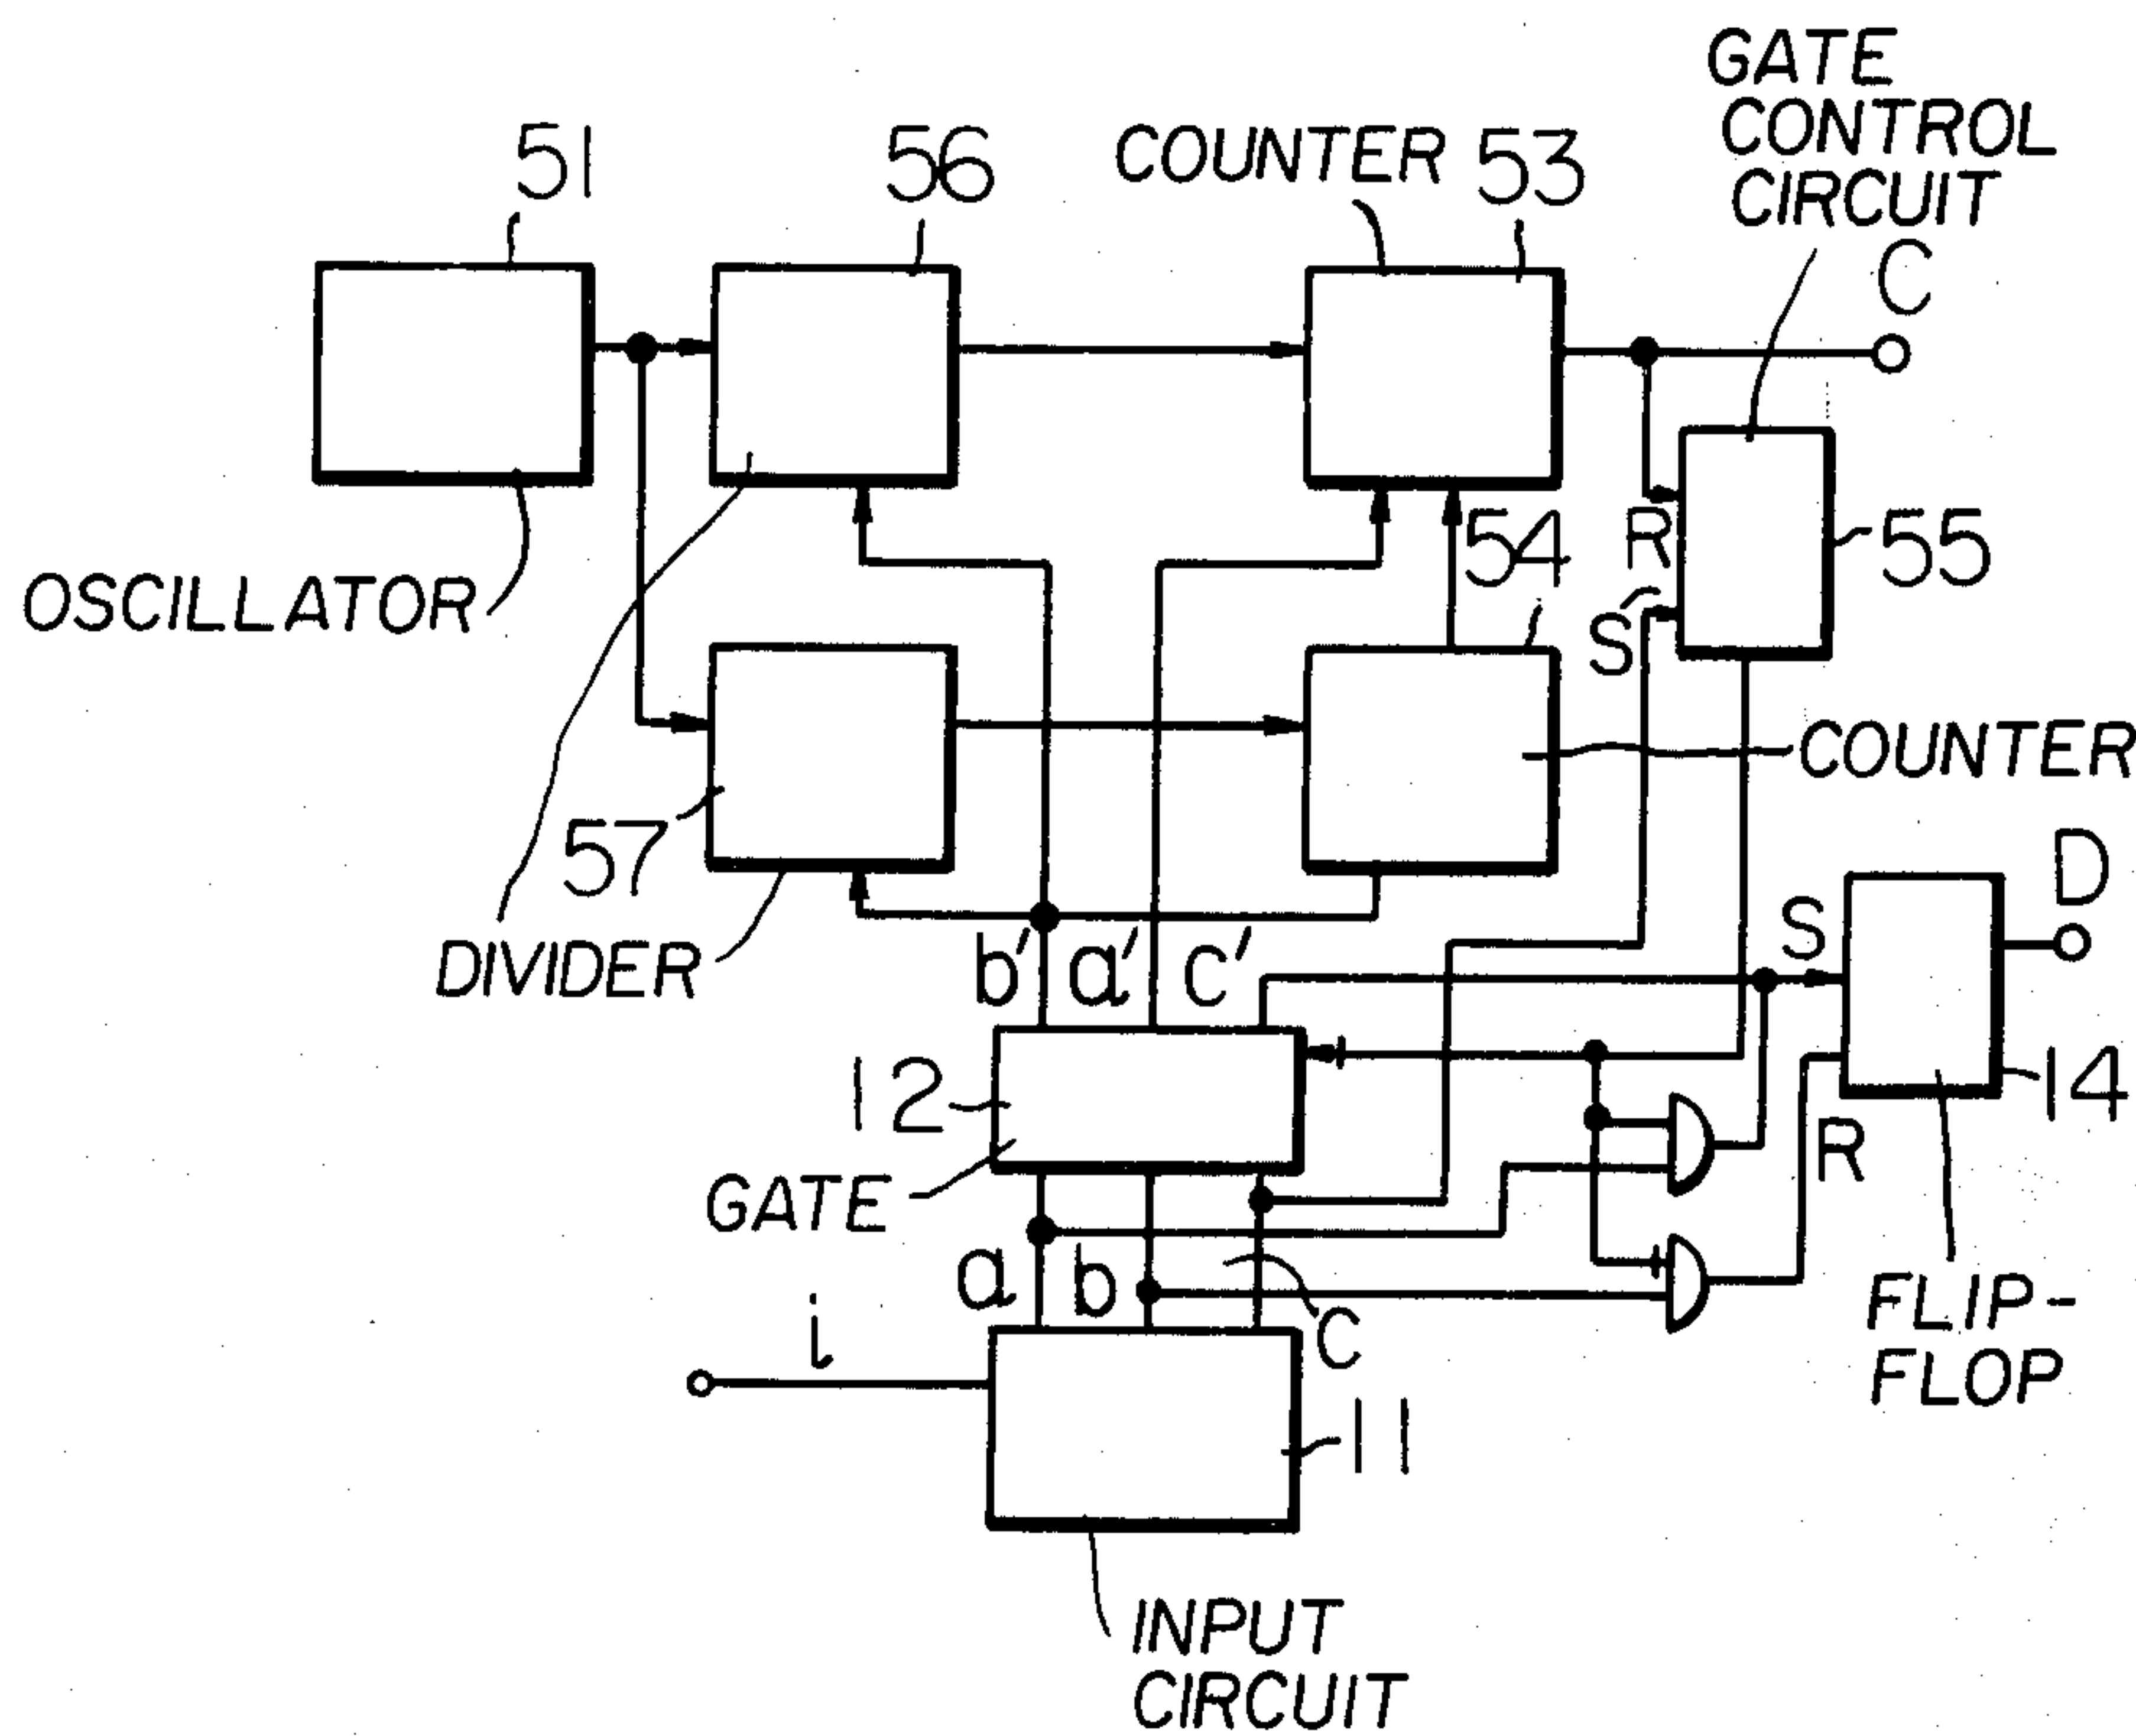 GATE
CONTROL
CIRCUIT
51
56
COUNTER 53
C
OSCILLATOR
54
R
55
S
COUNTER
57
DIVIDER
D
S
b' a' c'
12
14
R
GATE
a b
C
i
FLIP-
FLOP
11
INPUT
CIRCUIT